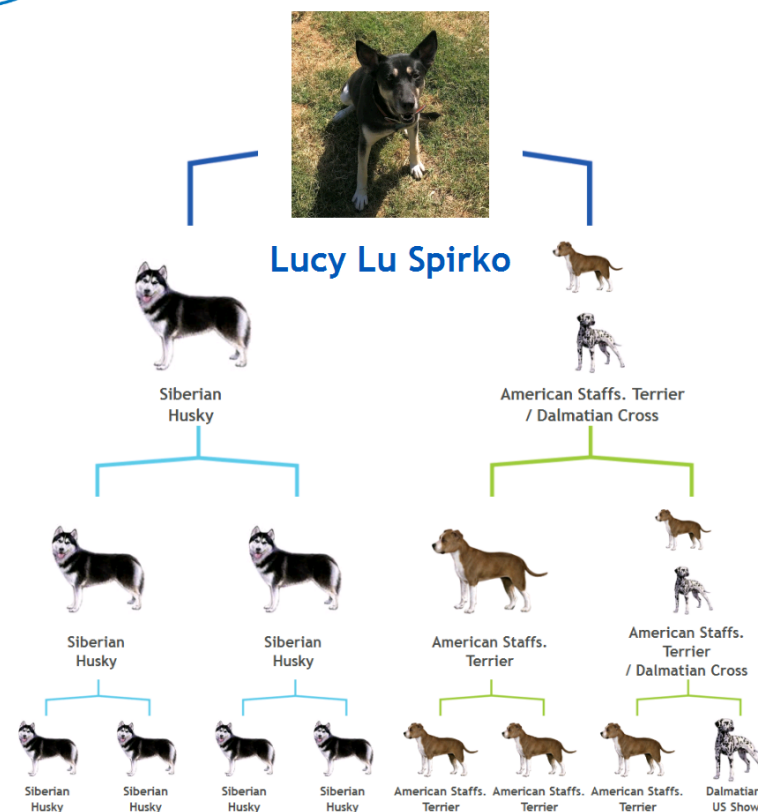 Lucy Lu Spirko
Siberian
Husky
American Staffs. Terrier
/ Dalmatian Cross
Siberian
Husky
Siberian
Husky
American Staffs.
Terrier
American Staffs.
Terrier
/ Dalmatian Cross
Siberian
Husky
Siberian
Husky
Siberian
Husky
Siberian
Husky
American Staffs.
Terrier
American Staffs.
Terrier
American Staffs.
Terrier
Dalmatian
US Show